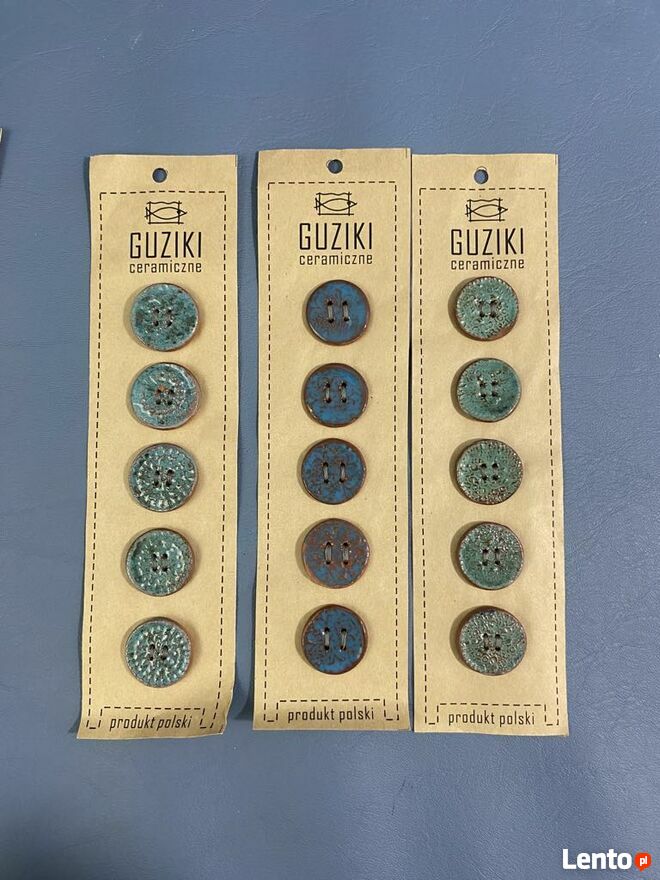 GUZIKI
ceramiczne
produkt polski
GUZIKI
ceramiczne
produkt polski
GUZIKI
ceramiczne
produkt polski
Lento.pl